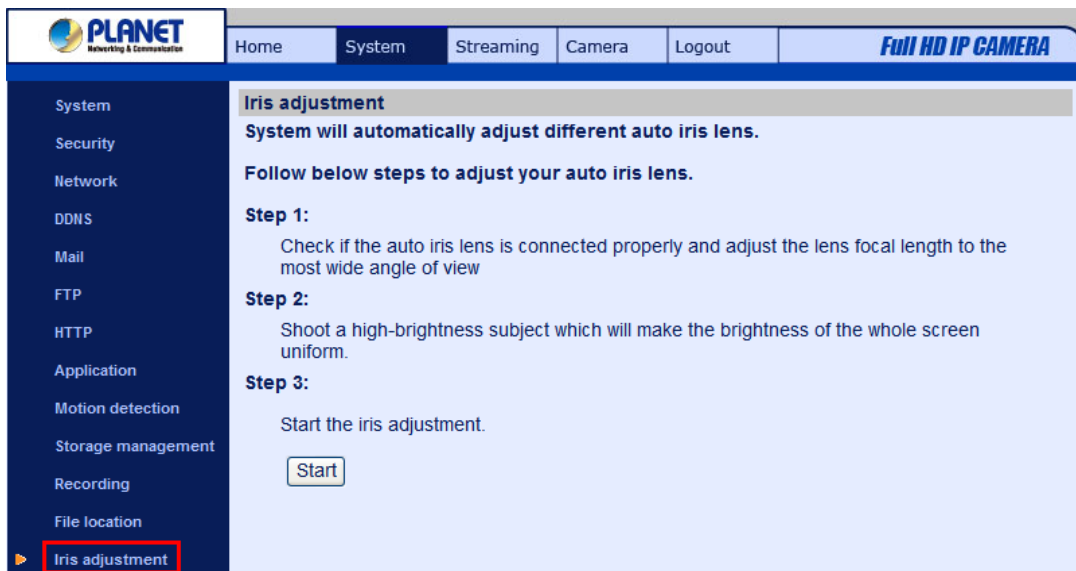 PLANET
Networking & Communication
Home System Streaming Camera Logout Full HD IP CAMERA
System
Security
Network
DDNS
Mail
FTP
HTTP
Application
Motion detection
Storage management
Recording
File location
Iris adjustment
Iris adjustment
System will automatically adjust different auto iris lens.
Follow below steps to adjust your auto iris lens.
Step 1:
Check if the auto iris lens is connected properly and adjust the lens focal length to the
most wide angle of view
Step 2:
Shoot a high-brightness subject which will make the brightness of the whole screen
uniform.
Step 3:
Start the iris adjustment.
Start